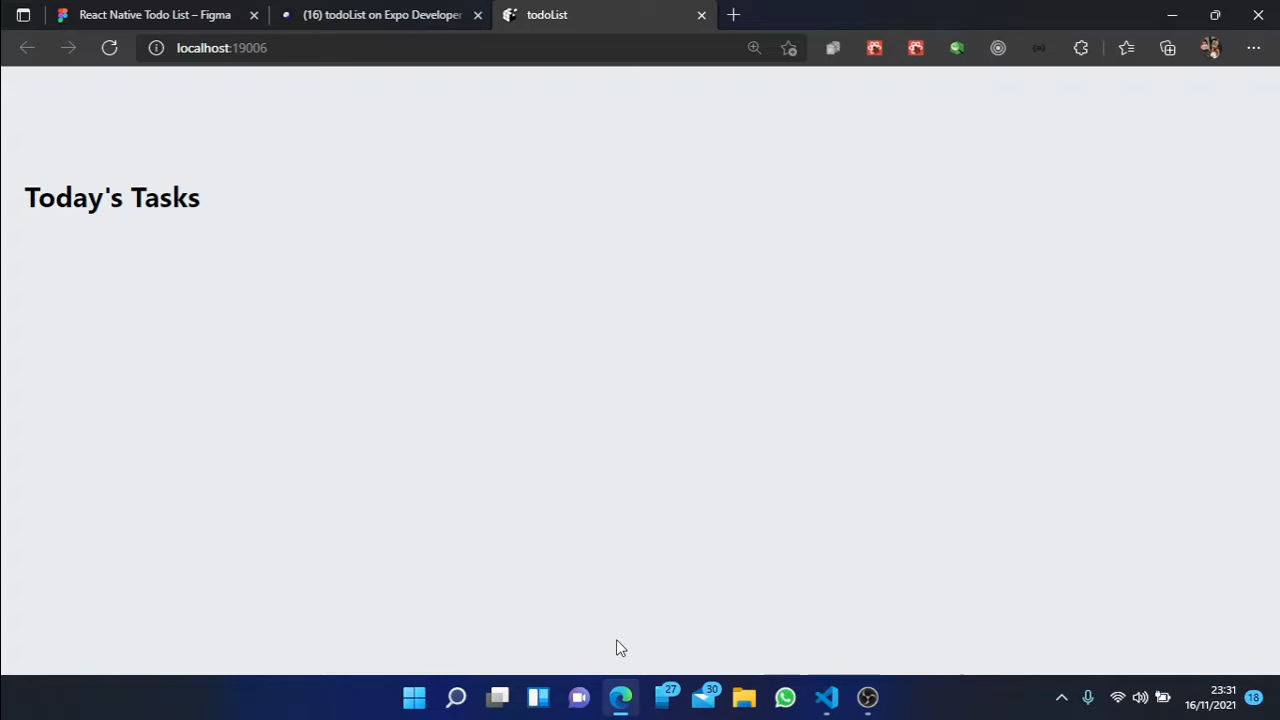 React Native Todo List – Figma
(16) todoList on Expo Developer
todoList
localhost:19006
Today's Tasks
27
30
23:31
16/11/2021
18